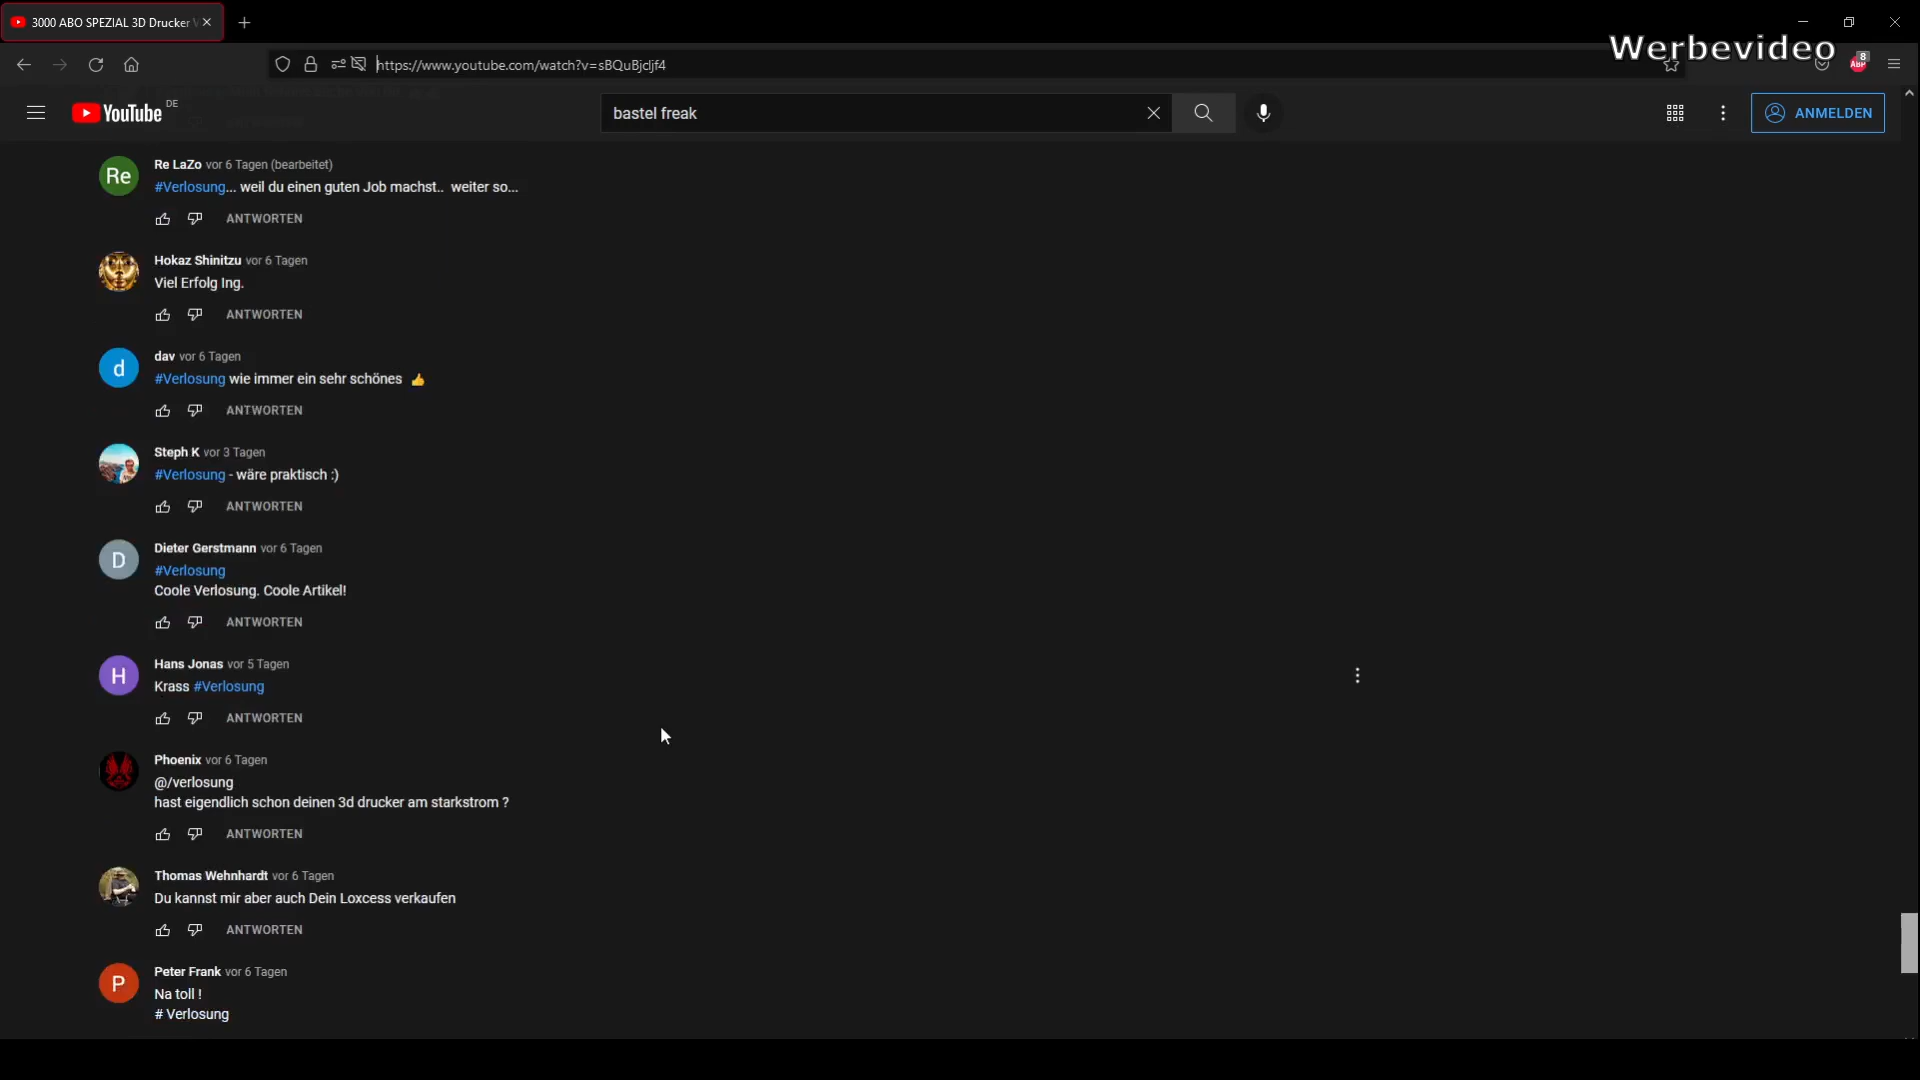 3000 ABO SPEZIAL 3D Drucker
Werbevideo
https://www.youtube.com/watch?v=sBQuBjcljf4
8
ABP
YouTube DE
bastel freak
ANMELDEN
Re
Re LaZo vor 6 Tagen (bearbeitet)
#Verlosung... weil du einen guten Job machst.. weiter so...
ANTWORTEN
Hokaz Shinitzu vor 6 Tagen
Viel Erfolg Ing.
ANTWORTEN
d
dav vor 6 Tagen
#Verlosung wie immer ein sehr schönes 👍
ANTWORTEN
Steph K vor 3 Tagen
#Verlosung - wäre praktisch :)
ANTWORTEN
D
Dieter Gerstmann vor 6 Tagen
#Verlosung
Coole Verlosung. Coole Artikel!
ANTWORTEN
H
Hans Jonas vor 5 Tagen
Krass #Verlosung
ANTWORTEN
Phoenix vor 6 Tagen
@/verlosung
hast eigendlich schon deinen 3d drucker am starkstrom ?
ANTWORTEN
Thomas Wehnhardt vor 6 Tagen
Du kannst mir aber auch Dein Loxcess verkaufen
ANTWORTEN
P
Peter Frank vor 6 Tagen
Na toll !
# Verlosung